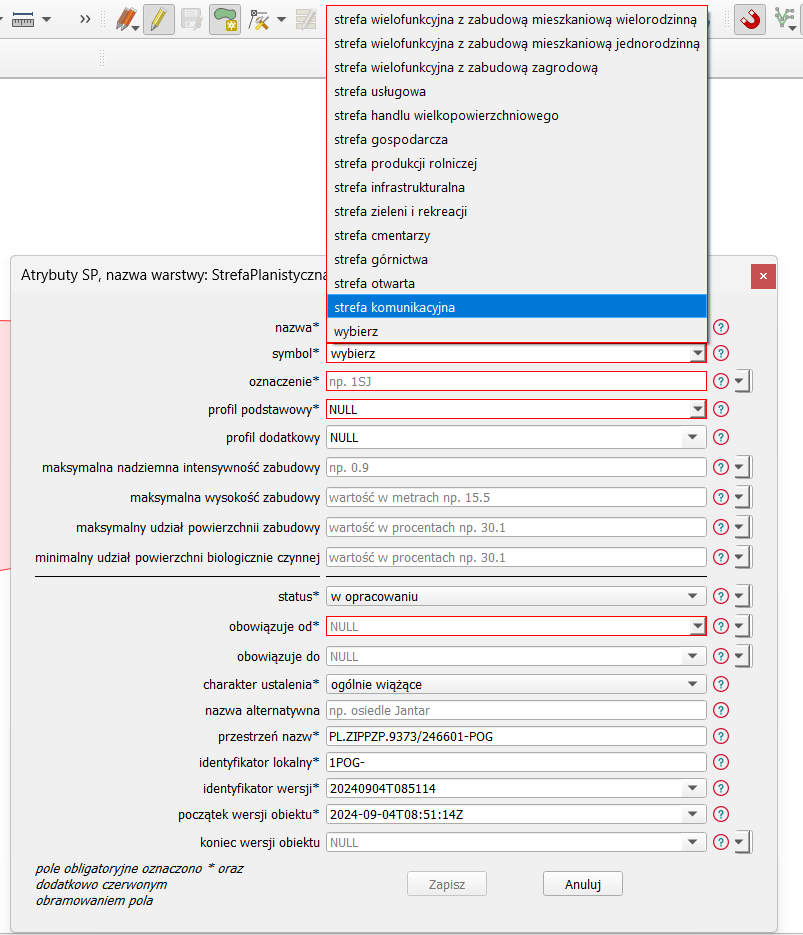 »
strefa wielofunkcyjna z zabudową mieszkaniową wielorodzinną
strefa wielofunkcyjna z zabudową mieszkaniową jednorodzinną
strefa wielofunkcyjna z zabudową zagrodową
strefa usługowa
strefa handlu wielkopowierzchniowego
strefa gospodarcza
strefa produkcji rolniczej
strefa infrastrukturalna
strefa zieleni i rekreacji
strefa cmentarzy
strefa górnictwa
strefa otwarta
strefa komunikacyjna
wybierz
Atrybuty SP, nazwa warstwy: StrefaPlanistyczna
nazwa* ?
symbol* wybierz ?
oznaczenie* np. 1SJ ?
profil podstawowy* NULL ?
profil dodatkowy NULL ?
maksymalna nadziemna intensywność zabudowy np. 0.9 ?
maksymalna wysokość zabudowy wartość w metrach np. 15.5 ?
maksymalny udział powierzchnii zabudowy wartość w procentach np. 30.1 ?
minimalny udział powierzchni biologicznie czynnej wartość w procentach np. 30.1 ?
status* w opracowaniu ?
obowiązuje od* NULL ?
obowiązuje do NULL ?
charakter ustalenia* ogólnie wiążące ?
nazwa alternatywna np. osiedle Jantar ?
przestrzeń nazw* PL.ZIPPZP.9373/246601-POG ?
identyfikator lokalny* 1POG- ?
identyfikator wersji* 20240904T085114 ?
początek wersji obiektu* 2024-09-04T08:51:14Z ?
koniec wersji obiektu NULL ?
pole obligatoryjne oznaczono * oraz
dodatkowo czerwonym
obramowaniem pola
Zapisz
Anuluj